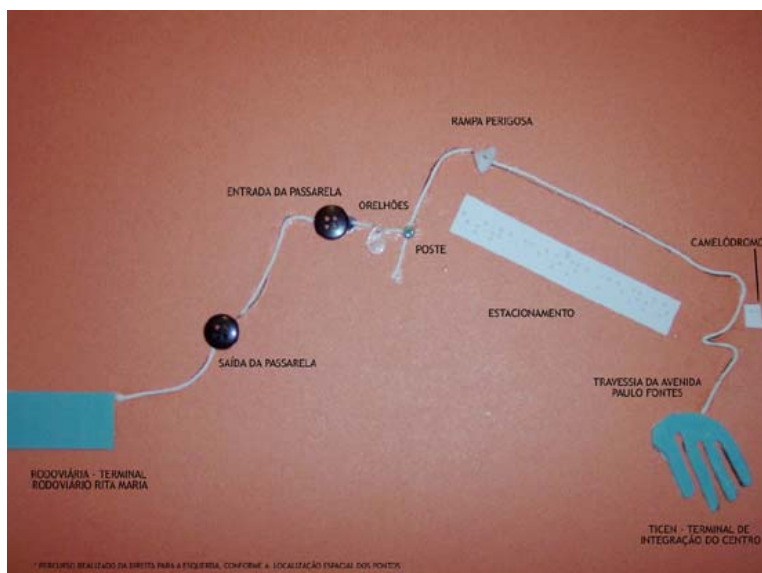 RAMPA PERIGOSA
ENTRADA DA PASSARELA
ORELHÕES
POSTE
CAMELÓDROMO
ESTACIONAMENTO
SAÍDA DA PASSARELA
TRAVESSIA DA AVENIDA
PAULO FONTES
RODOVIÁRIA - TERMINAL
RODOVIÁRIO RITA MARIA
TICEN - TERMINAL DE
INTEGRAÇÃO DO CENTRO
* PERCURSO REALIZADO DA DIREITA PARA A ESQUERDA, CONFORME A LOCALIZAÇÃO ESPACIAL DOS PONTOS